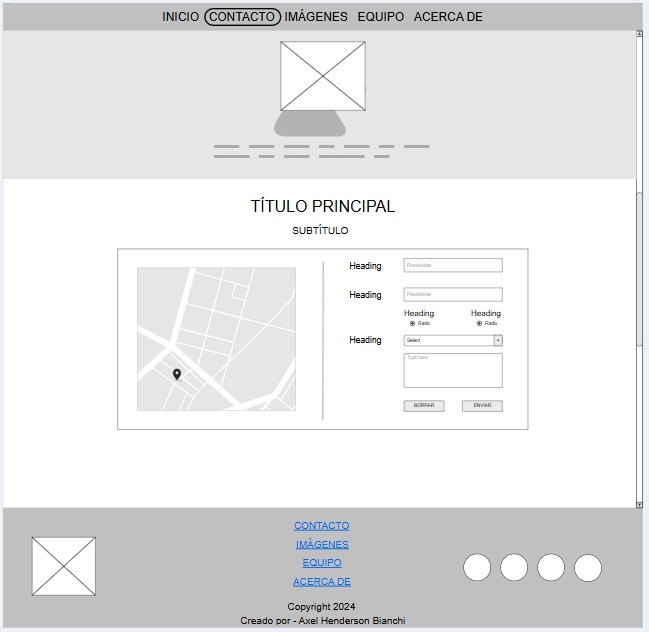 INICIO CONTACTO IMÁGENES EQUIPO ACERCA DE
TÍTULO PRINCIPAL
SUBTÍTULO
Heading Placeholder
Heading Placeholder
Heading Heading
Radio Radio
Heading Select
Type here
BORRAR ENVIAR
CONTACTO
IMÁGENES
EQUIPO
ACERCA DE
Copyright 2024
Creado por - Axel Henderson Bianchi